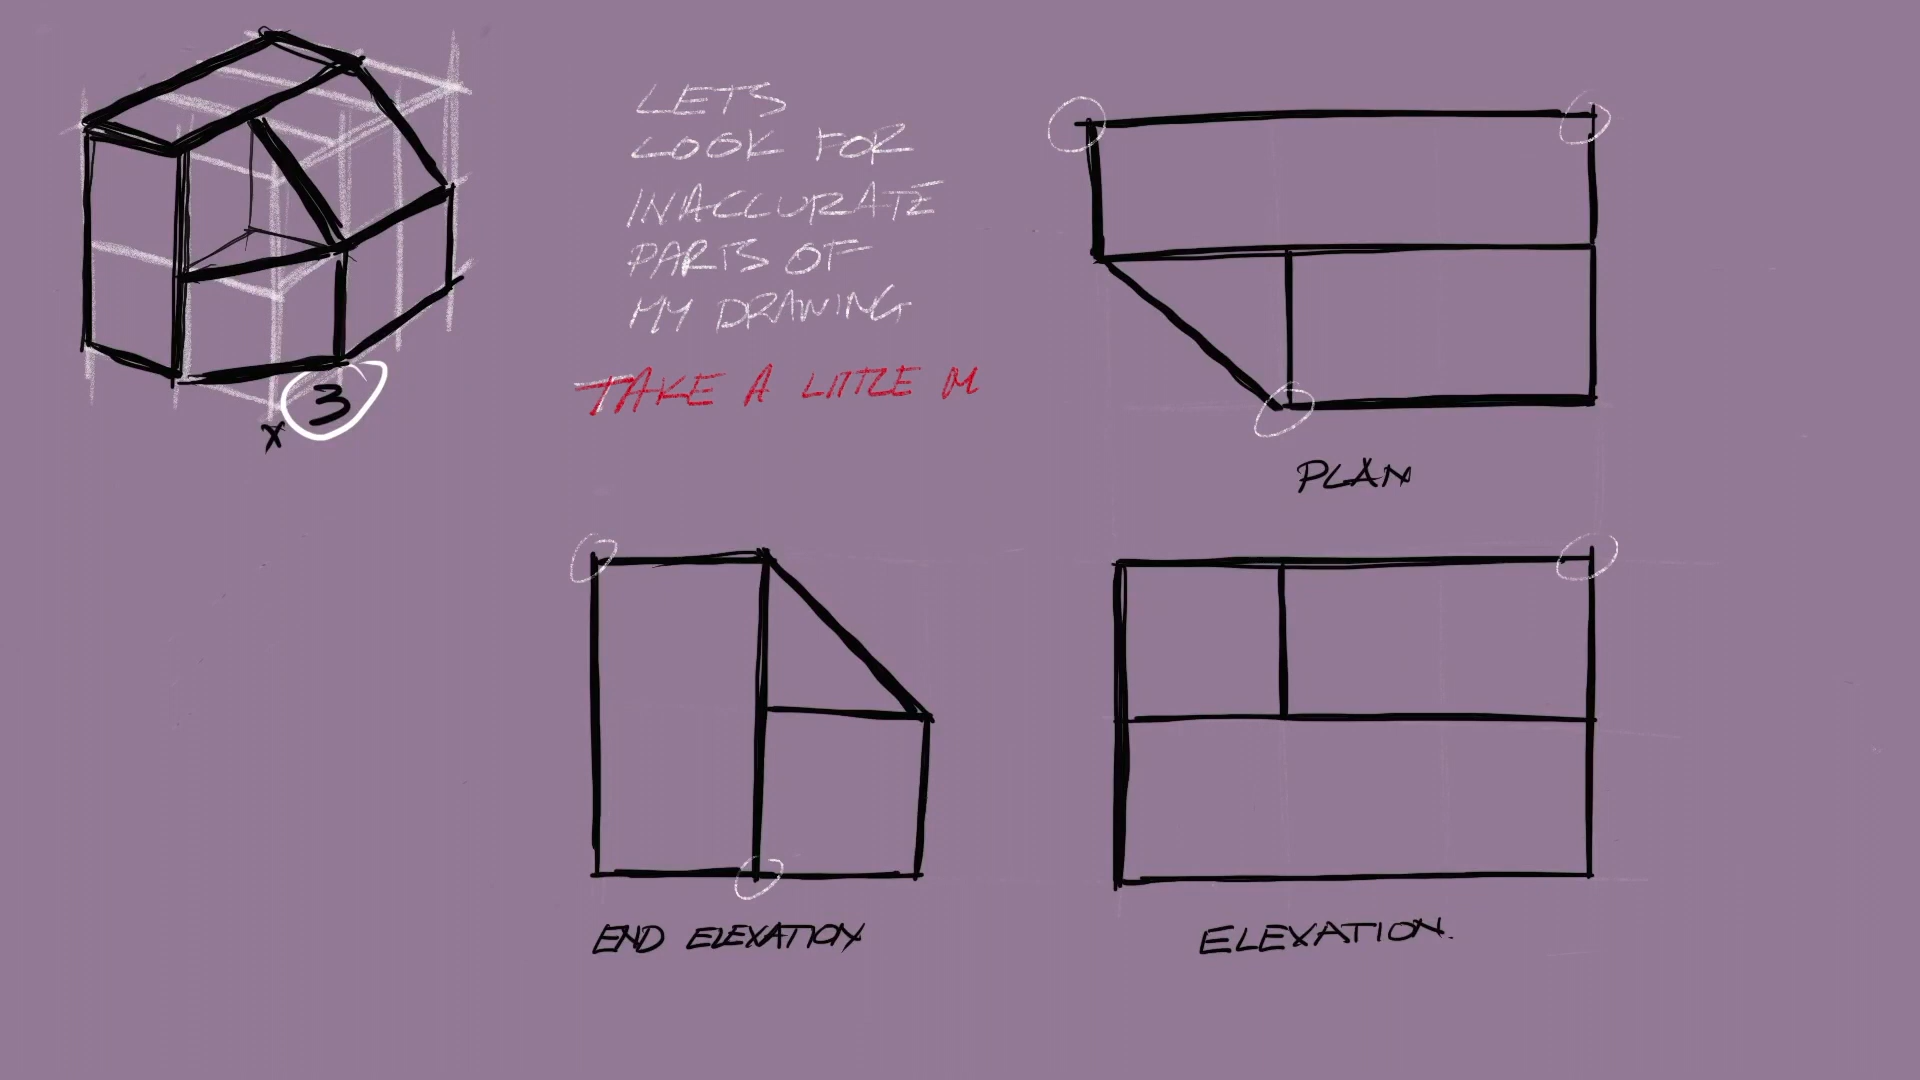 LETS
LOOK FOR
INACCURATE
PARTS OF
MY DRAWING
TAKE A LITTLE M
3
X
PLAN
END ELEVATION
ELEVATION.